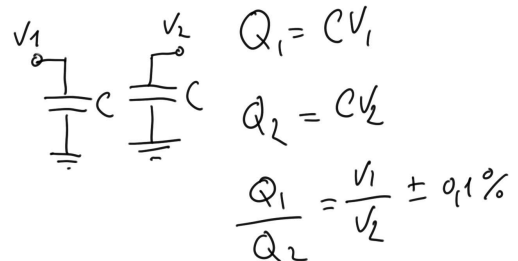 V1
V2
C
C
Q₁ = CV₁
Q₂ = CV₂
Q₁/Q₂ = V₁/V₂ ± 0,1%